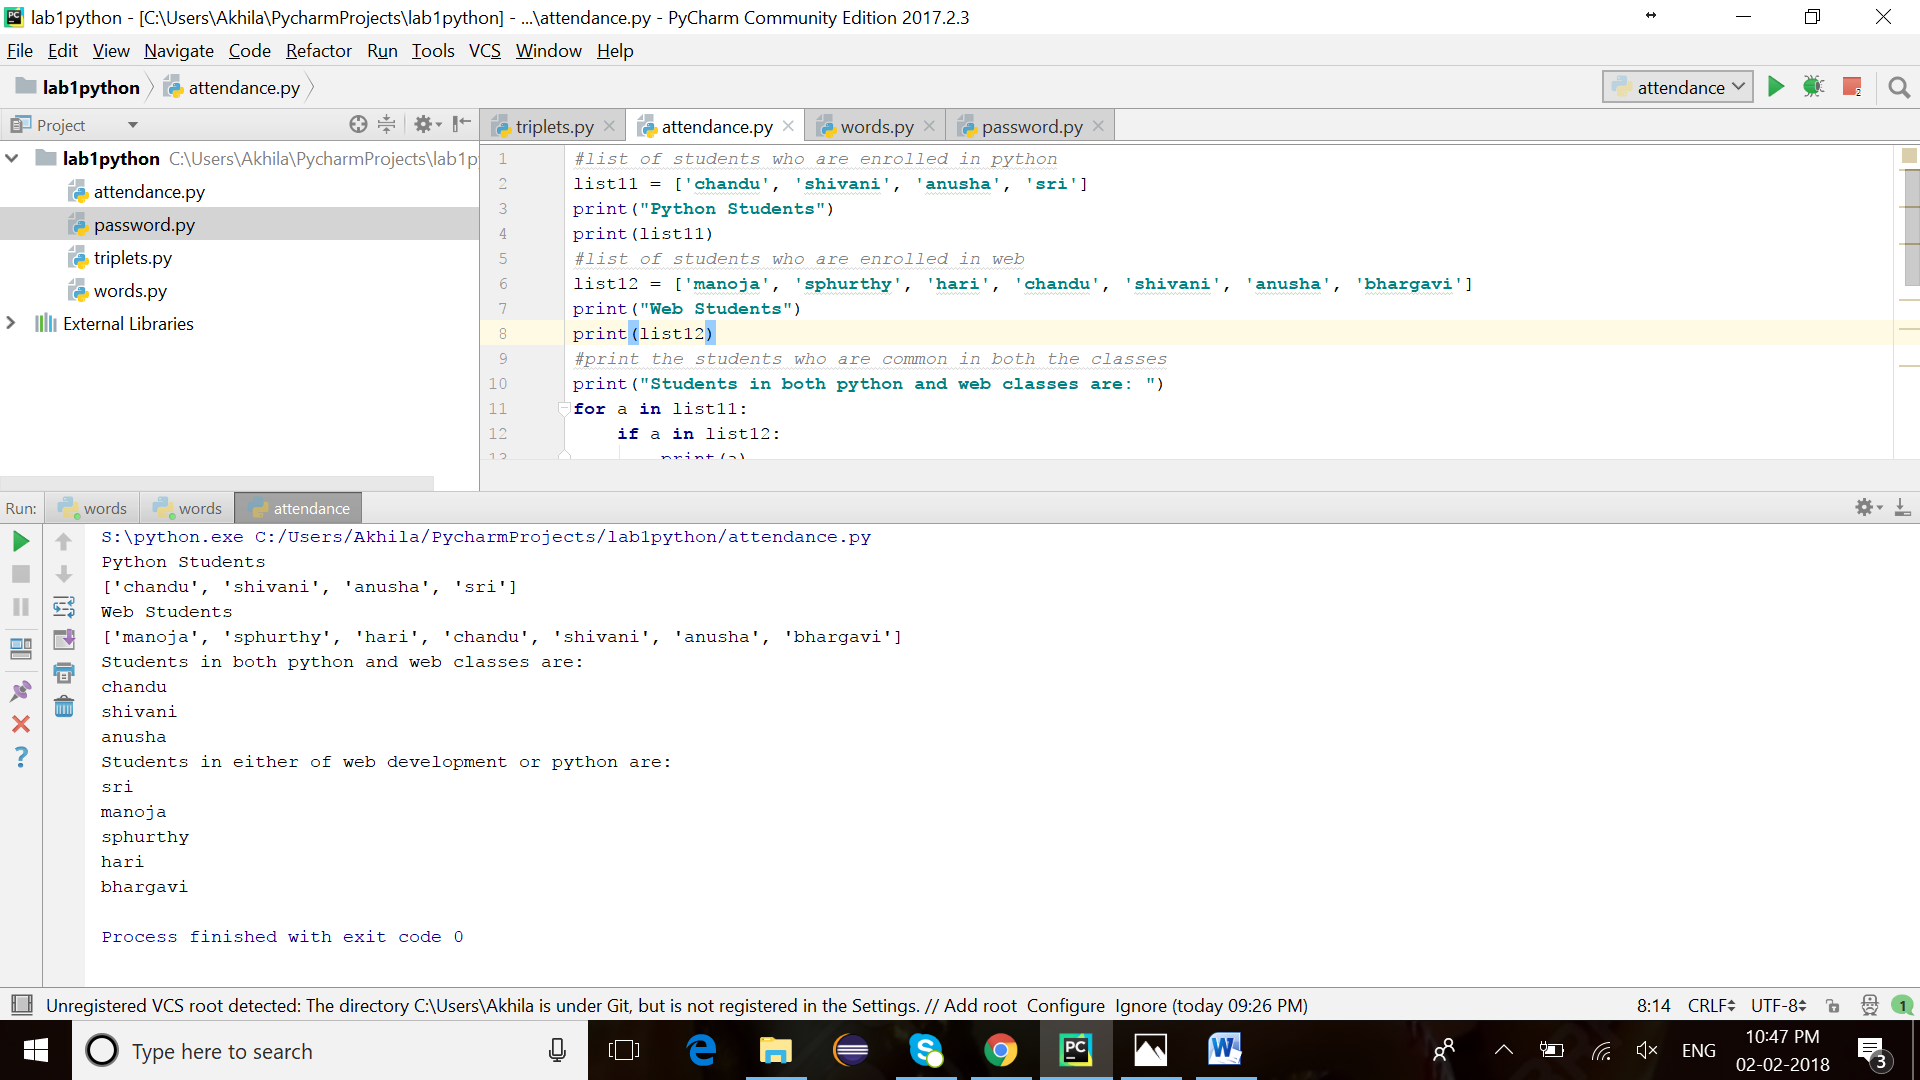 lab1python - [C:\Users\Akhila\PycharmProjects\lab1python] - ...\attendance.py - PyCharm Community Edition 2017.2.3
File Edit View Navigate Code Refactor Run Tools VCS Window Help
lab1python attendance.py
attendance
Project
triplets.py attendance.py words.py password.py
lab1python C:\Users\Akhila\PycharmProjects\lab1p
attendance.py
password.py
triplets.py
words.py
External Libraries
1 #list of students who are enrolled in python
2 list11 = ['chandu', 'shivani', 'anusha', 'sri']
3 print("Python Students")
4 print(list11)
5 #list of students who are enrolled in web
6 list12 = ['manoja', 'sphurthy', 'hari', 'chandu', 'shivani', 'anusha', 'bhargavi']
7 print("Web Students")
8 print(list12)
9 #print the students who are common in both the classes
10 print("Students in both python and web classes are: ")
11 for a in list11:
12 if a in list12:
13 print(a)
Run: words words attendance
S:\python.exe C:/Users/Akhila/PycharmProjects/lab1python/attendance.py
Python Students
['chandu', 'shivani', 'anusha', 'sri']
Web Students
['manoja', 'sphurthy', 'hari', 'chandu', 'shivani', 'anusha', 'bhargavi']
Students in both python and web classes are:
chandu
shivani
anusha
Students in either of web development or python are:
sri
manoja
sphurthy
hari
bhargavi
Process finished with exit code 0
Unregistered VCS root detected: The directory C:\Users\Akhila is under Git, but is not registered in the Settings. // Add root Configure Ignore (today 09:26 PM)
8:14 CRLF UTF-8 1
Type here to search
ENG
10:47 PM
02-02-2018
3